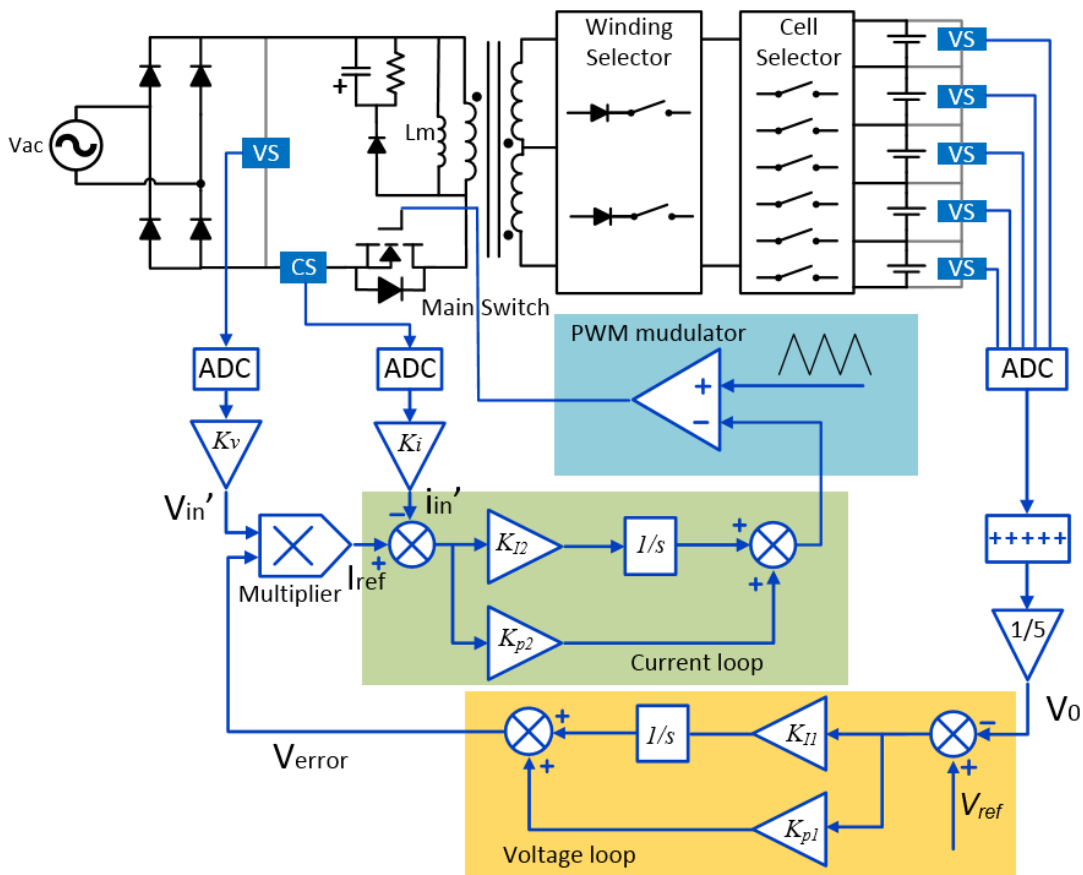 Winding
Selector
Cell
Selector
VS
VS
VS
VS
VS
Vac
VS
Lm
CS
Main Switch
PWM mudulator
ADC
ADC
ADC
+
−
Kv
Ki
Vin’
iin’
−
+
Multiplier
Iref
KI2
1/s
+
+
Kp2
Current loop
+++++
1/5
V0
Verror
+
+
1/s
KI1
−
+
Vref
Kp1
Voltage loop